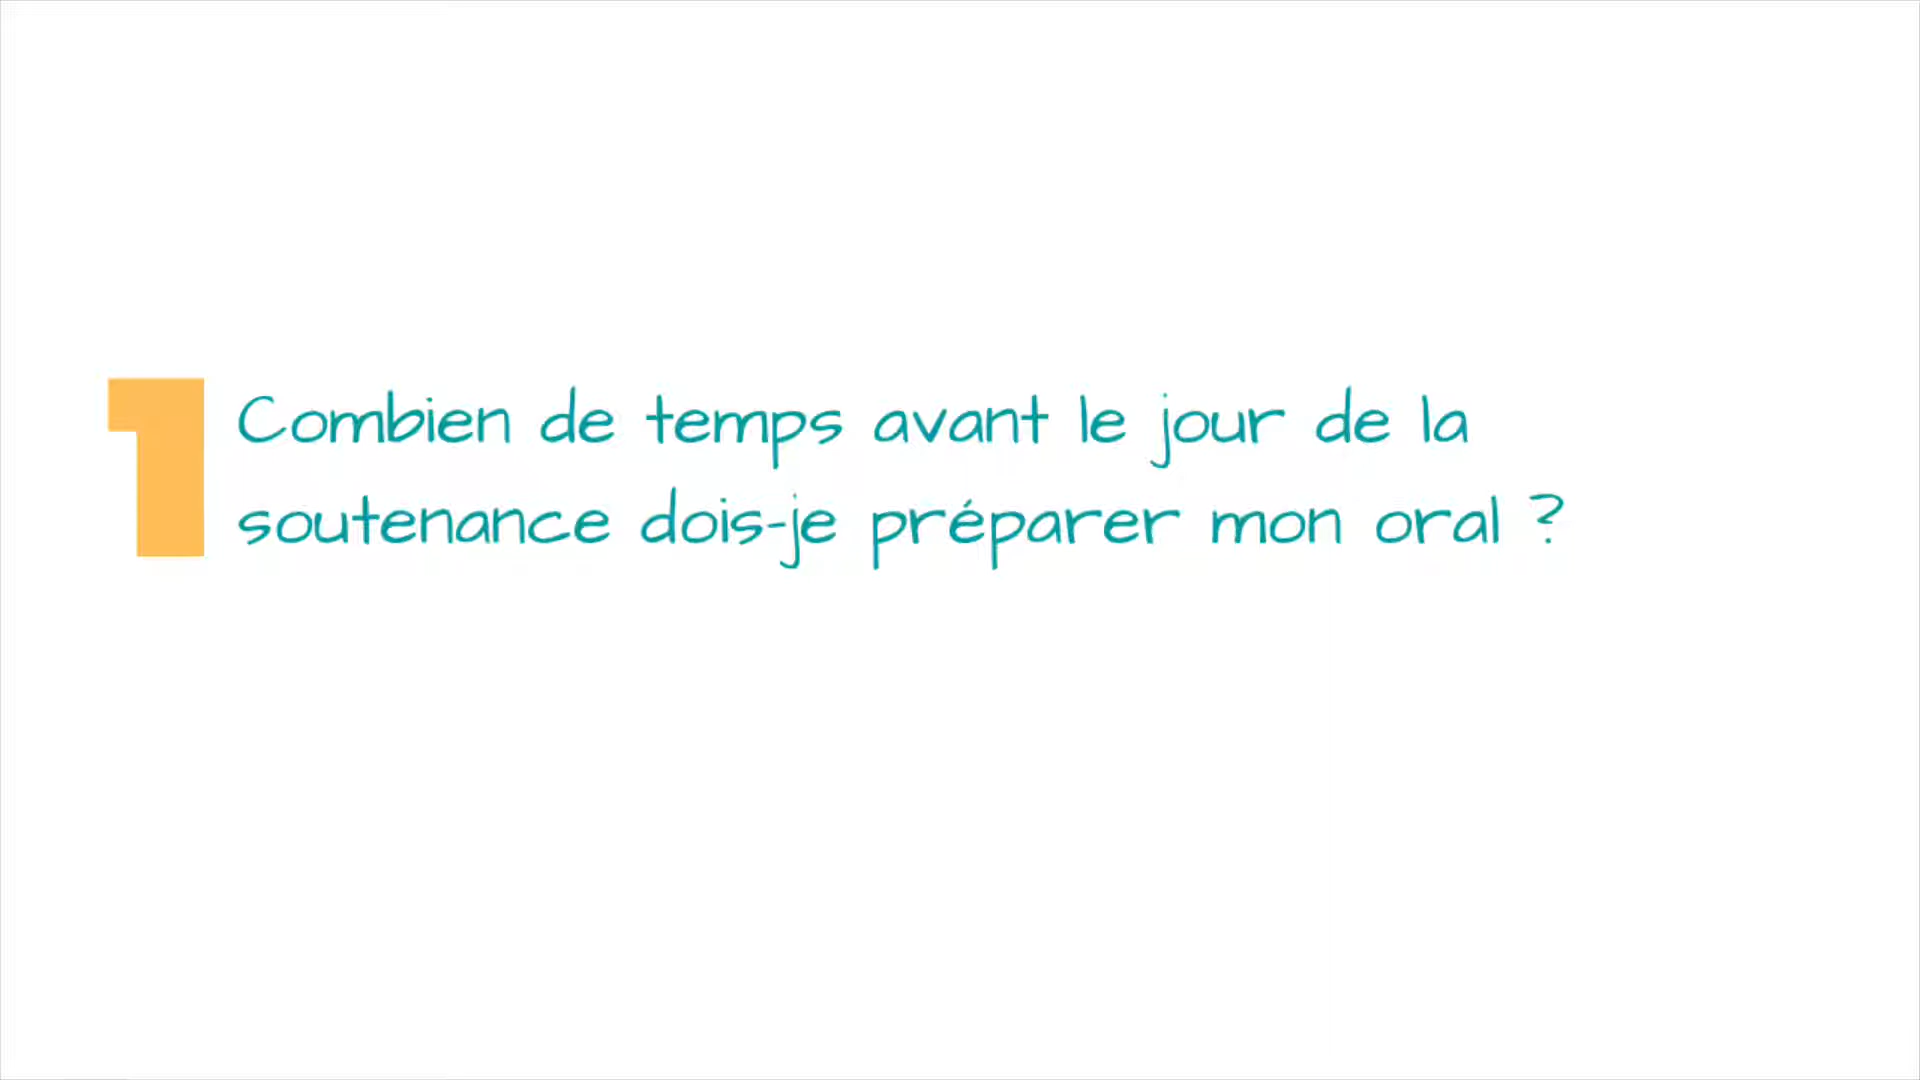 1
Combien de temps avant le jour de la
soutenance dois-je préparer mon oral ?